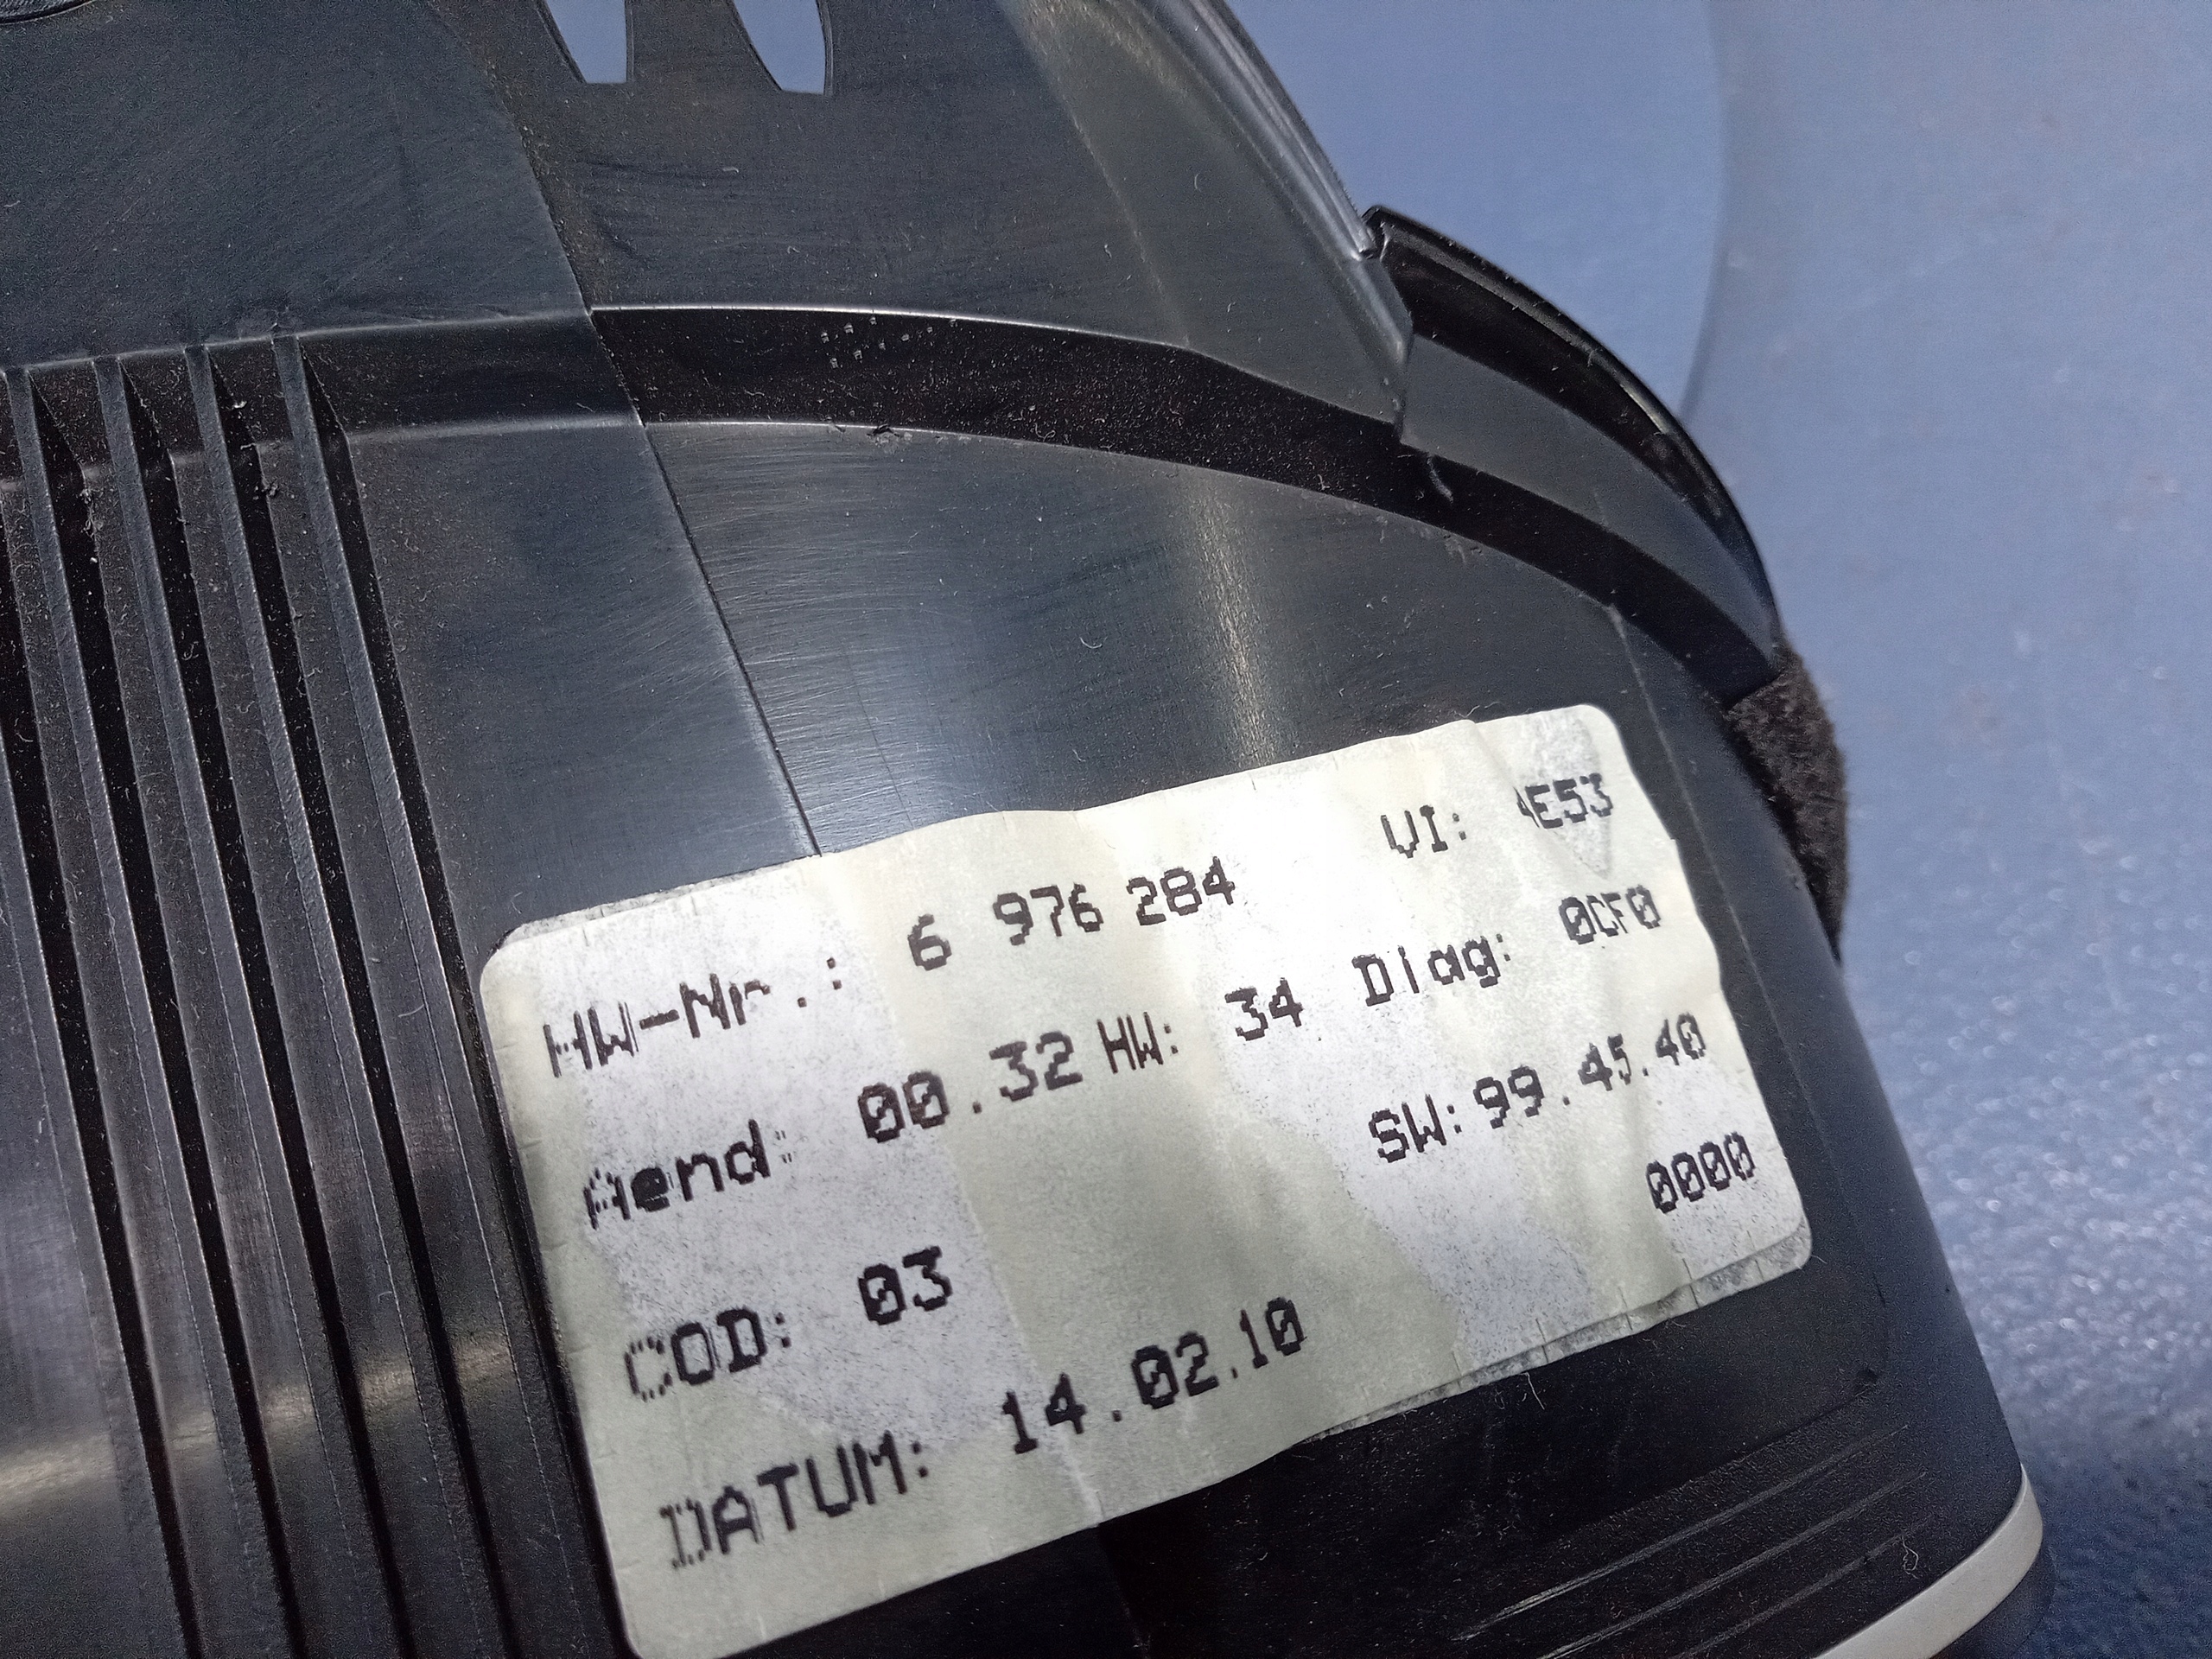 HW-Nr.: 6 976 284 VI: 4E53
Aend: 00.32 HW: 34 Diag: 0CF0
COD: 03 SW: 99.45.40
DATUM: 14.02.10 0000